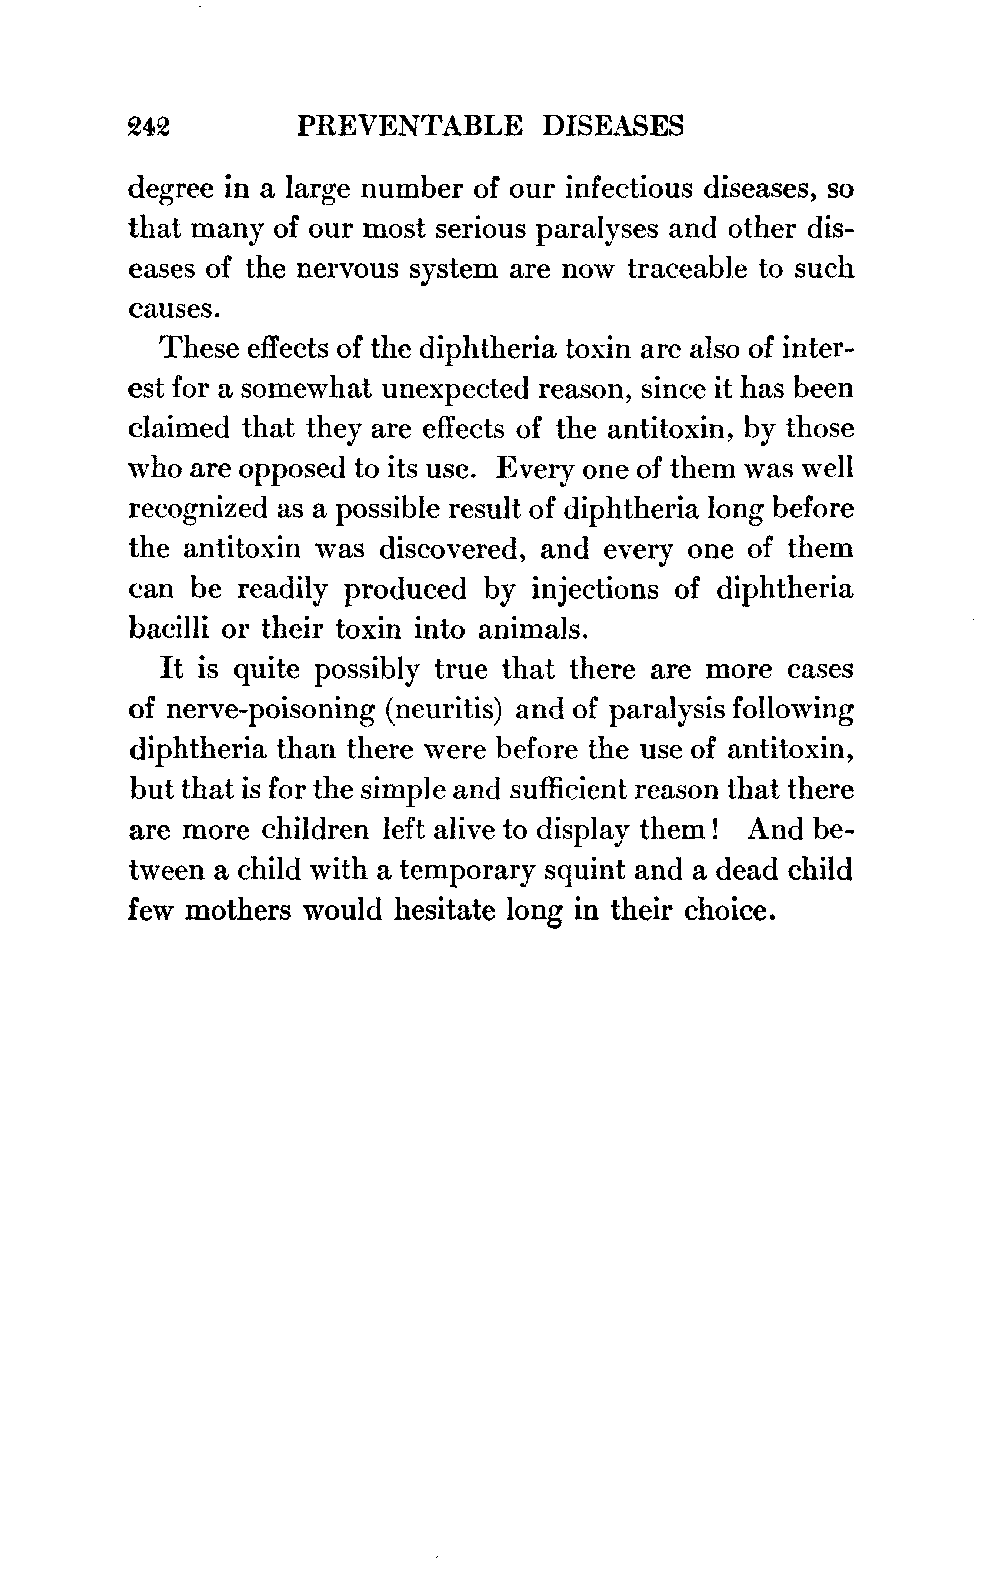 242 PREVENTABLE DISEASES
degree in a large number of our infectious diseases, so
that many of our most serious paralyses and other dis-
eases of the nervous system are now traceable to such
causes.
These effects of the diphtheria toxin are also of inter-
est for a somewhat unexpected reason, since it has been
claimed that they are effects of the antitoxin, by those
who are opposed to its use. Every one of them was well
recognized as a possible result of diphtheria long before
the antitoxin was discovered, and every one of them
can be readily produced by injections of diphtheria
bacilli or their toxin into animals.
It is quite possibly true that there are more cases
of nerve-poisoning (neuritis) and of paralysis following
diphtheria than there were before the use of antitoxin,
but that is for the simple and sufficient reason that there
are more children left alive to display them! And be-
tween a child with a temporary squint and a dead child
few mothers would hesitate long in their choice.